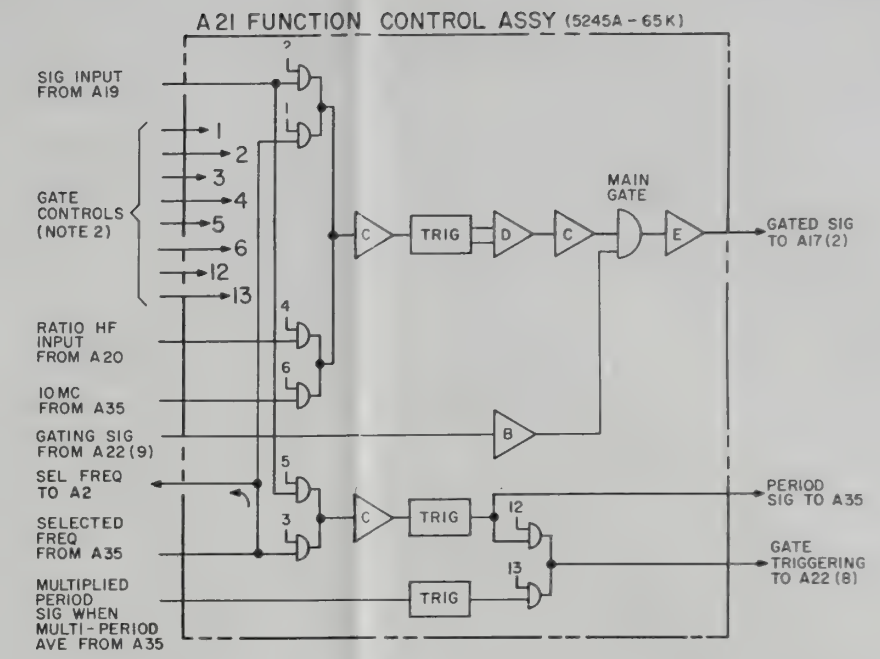 A21 FUNCTION CONTROL ASSY (5245A-65K)
SIG INPUT
FROM A19
2
1
1
2
3
4
5
6
12
13
GATE
CONTROLS
(NOTE 2)
MAIN
GATE
C
TRIG
D
C
E
GATED SIG
TO A17(2)
4
RATIO HF
INPUT
FROM A20
6
10MC
FROM A35
GATING SIG
FROM A22(9)
B
SEL FREQ
TO A2
5
C
TRIG
PERIOD
SIG TO A35
12
SELECTED
FREQ
FROM A35
3
GATE
TRIGGERING
TO A22(8)
13
MULTIPLIED
PERIOD
SIG WHEN
MULTI-PERIOD
AVE FROM A35
TRIG